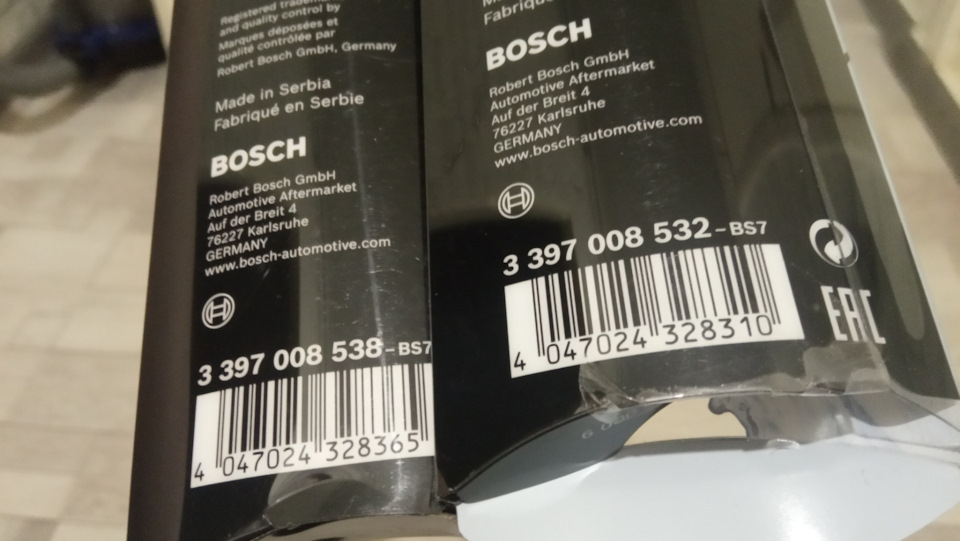 Registered
and quality control by
Marques déposées et
qualité contrôlée par
Robert Bosch GmbH, Germany
Made in Serbia
Fabriqué en Serbie
BOSCH
Robert Bosch GmbH
Automotive Aftermarket
Auf der Breit 4
76227 Karlsruhe
GERMANY
www.bosch-automotive.com
3 397 008 538-BS7
4 047024 328365
BOSCH
Robert Bosch GmbH
Automotive Aftermarket
Auf der Breit 4
76227 Karlsruhe
GERMANY
www.bosch-automotive.com
3 397 008 532-BS7
4 047024 328310
EAC